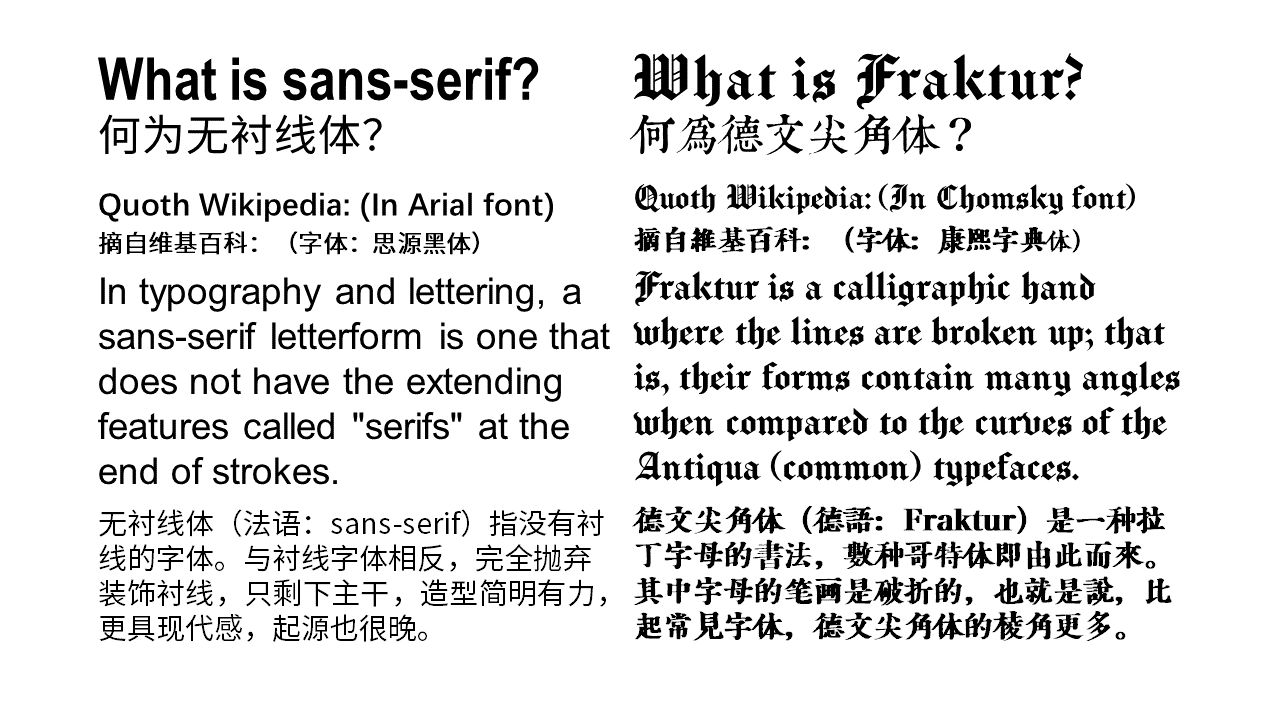 What is sans-serif?
何为无衬线体？
Quoth Wikipedia: (In Arial font)
摘自维基百科：（字体：思源黑体）
In typography and lettering, a
sans-serif letterform is one that
does not have the extending
features called "serifs" at the
end of strokes.
无衬线体（法语：sans-serif）指没有衬
线的字体。与衬线字体相反，完全抛弃
装饰衬线，只剩下主干，造型简明有力，
更具现代感，起源也很晚。
What is Fraktur?
何爲德文尖角体？
Quoth Wikipedia: (In Chomsky font)
摘自維基百科：（字体：康熙字典体）
Fraktur is a calligraphic hand
where the lines are broken up; that
is, their forms contain many angles
when compared to the curves of the
Antiqua (common) typefaces.
德文尖角体（德語：Fraktur）是一种拉
丁字母的書法，數种哥特体即由此而來。
其中字母的笔画是破折的，也就是說，比
起常見字体，德文尖角体的棱角更多。